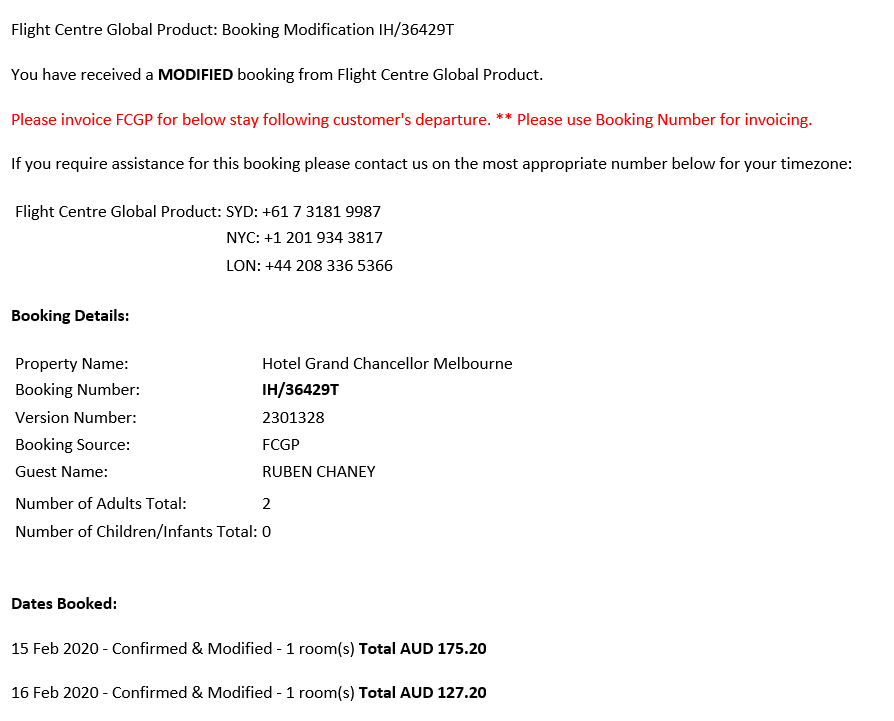 Flight Centre Global Product: Booking Modification IH/36429T
You have received a MODIFIED booking from Flight Centre Global Product.
Please invoice FCGP for below stay following customer's departure. ** Please use Booking Number for invoicing.
If you require assistance for this booking please contact us on the most appropriate number below for your timezone:
Flight Centre Global Product: SYD: +61 7 3181 9987
NYC: +1 201 934 3817
LON: +44 208 336 5366
Booking Details:
Property Name: Hotel Grand Chancellor Melbourne
Booking Number: IH/36429T
Version Number: 2301328
Booking Source: FCGP
Guest Name: RUBEN CHANEY
Number of Adults Total: 2
Number of Children/Infants Total: 0
Dates Booked:
15 Feb 2020 - Confirmed & Modified - 1 room(s) Total AUD 175.20
16 Feb 2020 - Confirmed & Modified - 1 room(s) Total AUD 127.20